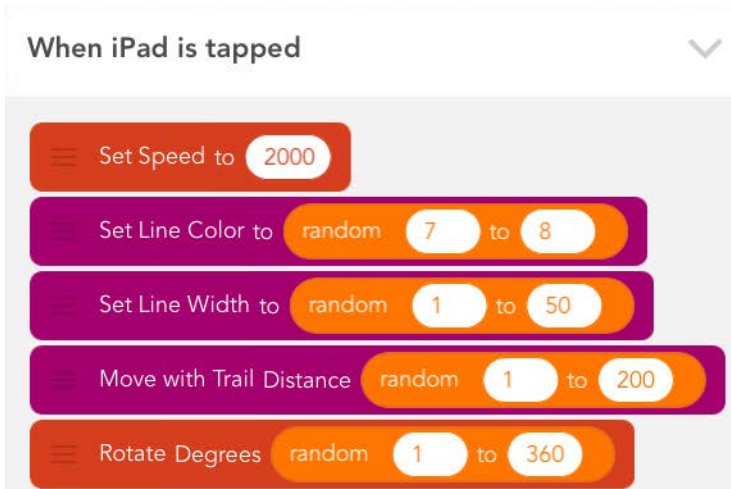 When iPad is tapped
Set Speed to 2000
Set Line Color to random 7 to 8
Set Line Width to random 1 to 50
Move with Trail Distance random 1 to 200
Rotate Degrees random 1 to 360